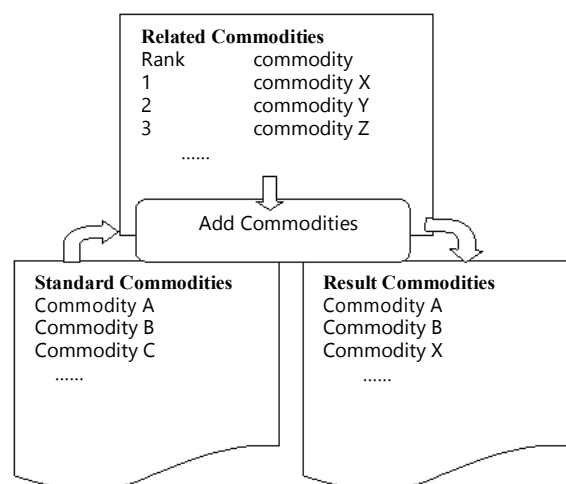 Related Commodities
Rank commodity
1 commodity X
2 commodity Y
3 commodity Z
......
Add Commodities
Standard Commodities
Commodity A
Commodity B
Commodity C
......
Result Commodities
Commodity A
Commodity B
Commodity X
......